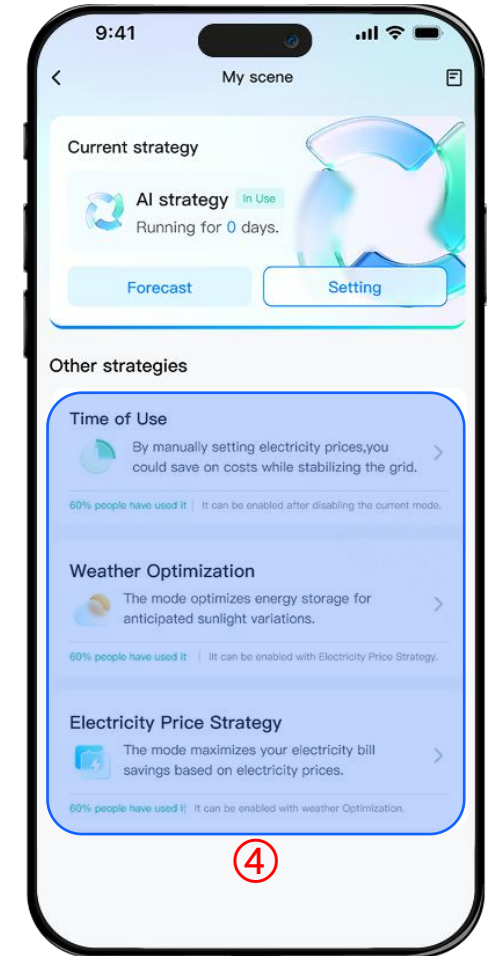 9:41
My scene
Current strategy
AI strategy In Use
Running for 0 days.
Forecast Setting
Other strategies
Time of Use
By manually setting electricity prices,you
could save on costs while stabilizing the grid.
60% people have used it | It can be enabled after disabling the current mode.
Weather Optimization
The mode optimizes energy storage for
anticipated sunlight variations.
60% people have used it | IIt can be enabled with Electricity Price Strategy.
Electricity Price Strategy
The mode maximizes your electricity bill
savings based on electricity prices.
60% people have used it | It can be enabled with weather Optimization.
④